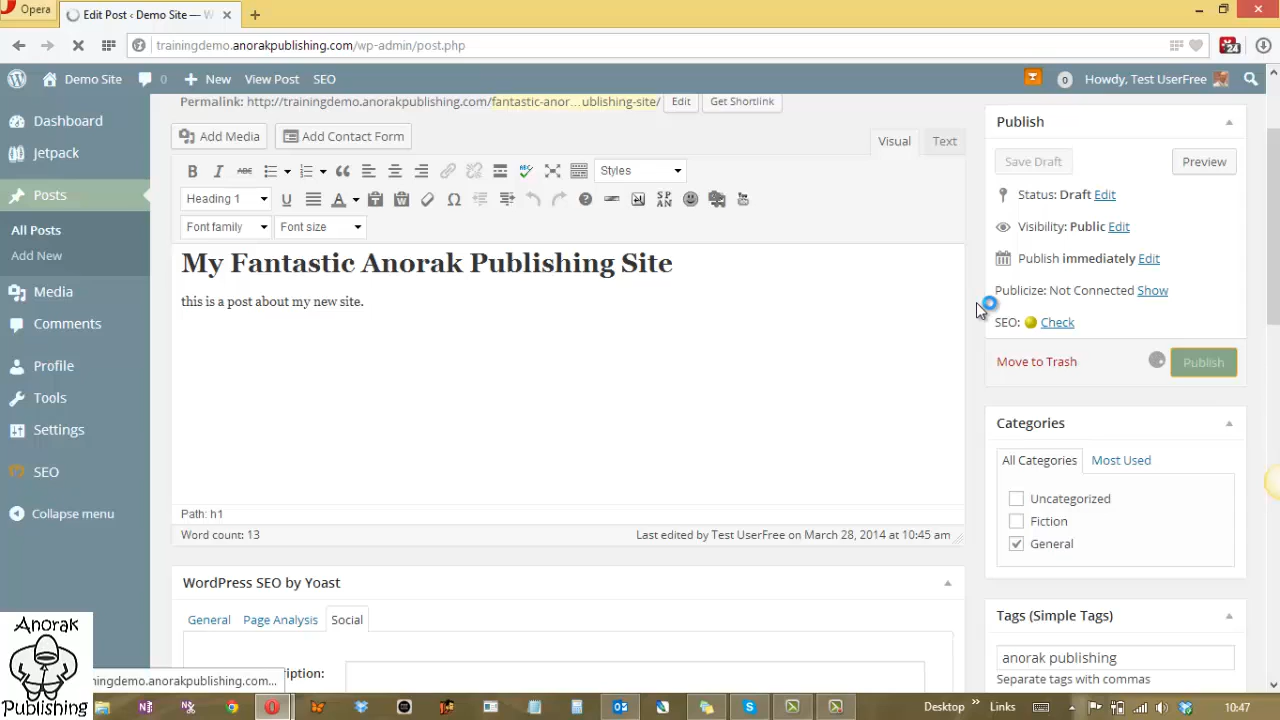 Opera
Edit Post ‹ Demo Site — W
trainingdemo.anorakpublishing.com/wp-admin/post.php
24
Demo Site
0
New
View Post
SEO
0
Howdy, Test UserFree
Dashboard
Jetpack
Posts
All Posts
Add New
Media
Comments
Profile
Tools
Settings
SEO
Collapse menu
Permalink: http://trainingdemo.anorakpublishing.com/fantastic-anor…ublishing-site/
Edit
Get Shortlink
Add Media
Add Contact Form
Visual
Text
B I ABC
Styles
Heading 1
U A
Font family
Font size
My Fantastic Anorak Publishing Site
this is a post about my new site.
Path: h1
Word count: 13
Last edited by Test UserFree on March 28, 2014 at 10:45 am
WordPress SEO by Yoast
General
Page Analysis
Social
ription:
Publish
Save Draft
Preview
Status: Draft Edit
Visibility: Public Edit
Publish immediately Edit
Publicize: Not Connected Show
SEO: Check
Move to Trash
Publish
Categories
All Categories
Most Used
Uncategorized
Fiction
General
Tags (Simple Tags)
anorak publishing
Separate tags with commas
Anorak
Publishing
ningdemo.anorakpublishing.com...
Desktop
Links
10:47